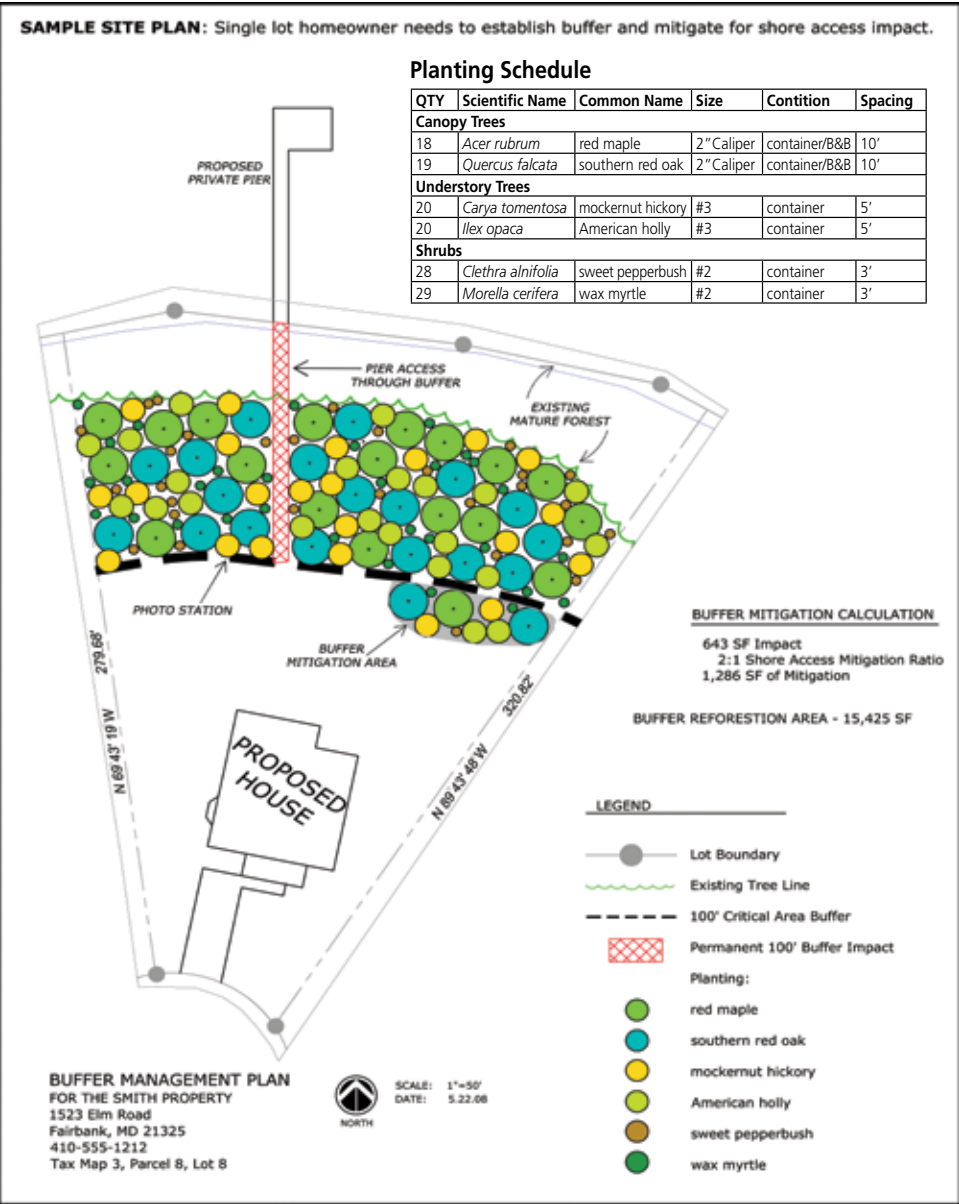 SAMPLE SITE PLAN: Single lot homeowner needs to establish buffer and mitigate for shore access impact.
Planting Schedule
QTY Scientific Name Common Name Size Contition Spacing
Canopy Trees
18 Acer rubrum red maple 2" Caliper container/B&B 10'
19 Quercus falcata southern red oak 2" Caliper container/B&B 10'
Understory Trees
20 Carya tomentosa mockernut hickory #3 container 5'
20 Ilex opaca American holly #3 container 5'
Shrubs
28 Clethra alnifolia sweet pepperbush #2 container 3'
29 Morella cerifera wax myrtle #2 container 3'
PROPOSED
PRIVATE PIER
PIER ACCESS
THROUGH BUFFER
EXISTING
MATURE FOREST
PHOTO STATION
BUFFER
MITIGATION AREA
279.68'
N 69 43' 19 W
320.82'
N 89 43' 48 W
PROPOSED
HOUSE
BUFFER MITIGATION CALCULATION
643 SF Impact
2:1 Shore Access Mitigation Ratio
1,286 SF of Mitigation
BUFFER REFORESTION AREA - 15,425 SF
LEGEND
Lot Boundary
Existing Tree Line
100' Critical Area Buffer
Permanent 100' Buffer Impact
Planting:
red maple
southern red oak
mockernut hickory
American holly
sweet pepperbush
wax myrtle
BUFFER MANAGEMENT PLAN
FOR THE SMITH PROPERTY
1523 Elm Road
Fairbank, MD 21325
410-555-1212
Tax Map 3, Parcel 8, Lot 8
NORTH
SCALE: 1"=50'
DATE: 5.22.08